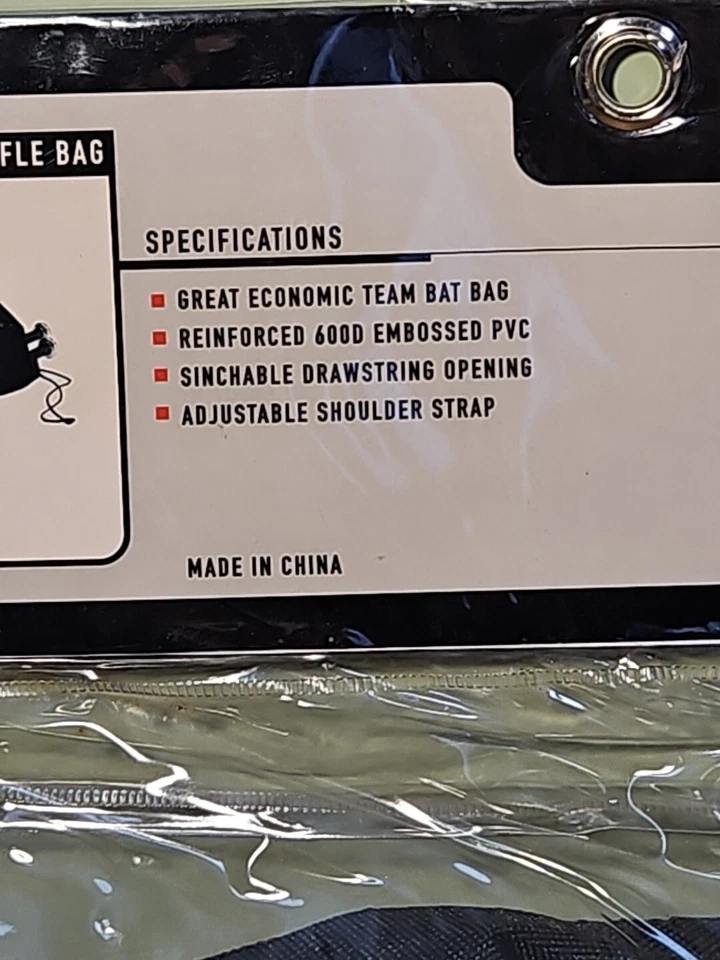 FLE BAG
SPECIFICATIONS
GREAT ECONOMIC TEAM BAT BAG
REINFORCED 600D EMBOSSED PVC
SINCHABLE DRAWSTRING OPENING
ADJUSTABLE SHOULDER STRAP
MADE IN CHINA